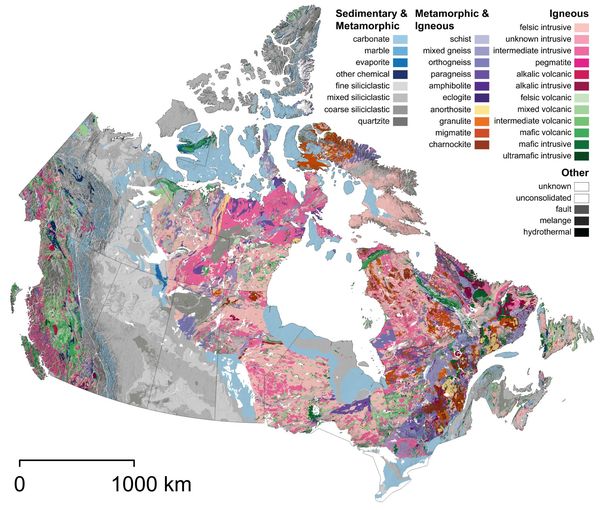 Sedimentary &
Metamorphic
carbonate
marble
evaporite
other chemical
fine siliciclastic
mixed siliciclastic
coarse siliciclastic
quartzite
Metamorphic &
Igneous
schist
mixed gneiss
orthogneiss
paragneiss
amphibolite
eclogite
anorthosite
granulite
migmatite
charnockite
Igneous
felsic intrusive
unknown intrusive
intermediate intrusive
pegmatite
alkalic volcanic
alkalic intrusive
felsic volcanic
mixed volcanic
intermediate volcanic
mafic volcanic
mafic intrusive
ultramafic intrusive
Other
unknown
unconsolidated
fault
melange
hydrothermal
0 1000 km